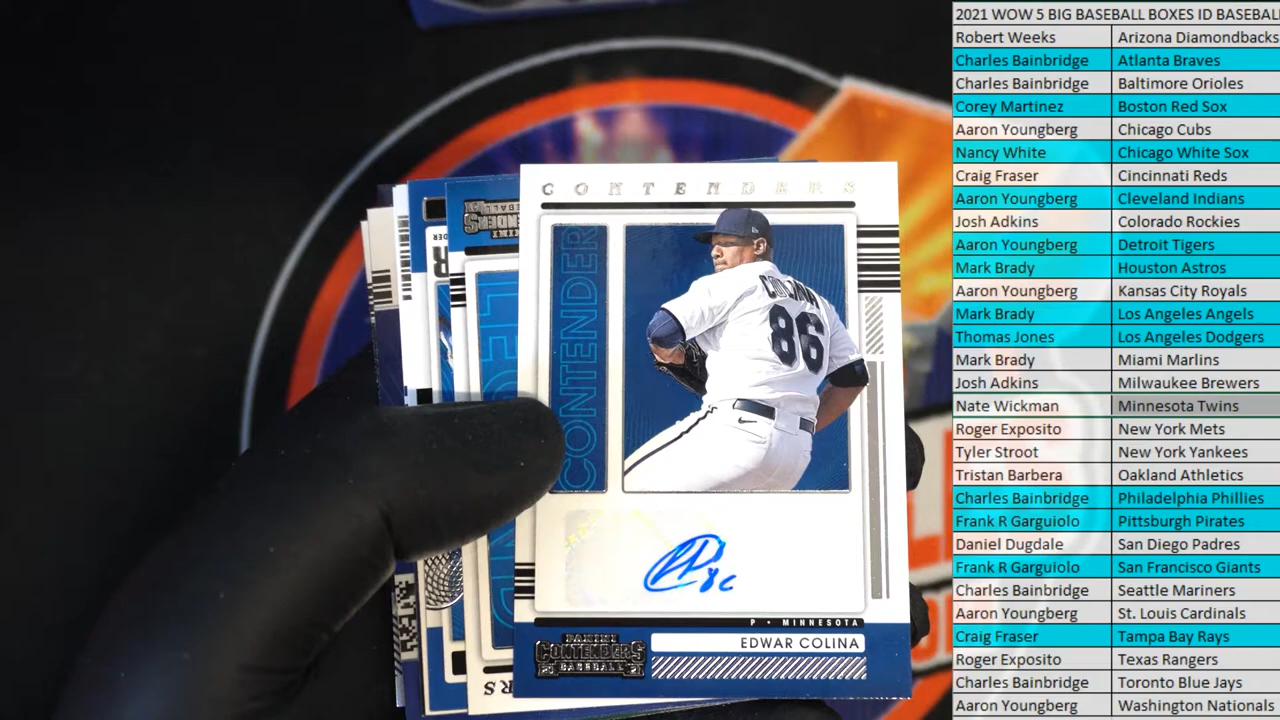 CONTENDERS
CONTENDER
COLINA
86
P • MINNESOTA
EDWAR COLINA
PANINI
CONTENDERS
BASEBALL
2021 WOW 5 BIG BASEBALL BOXES ID BASEBAL
Robert Weeks Arizona Diamondbacks
Charles Bainbridge Atlanta Braves
Charles Bainbridge Baltimore Orioles
Corey Martinez Boston Red Sox
Aaron Youngberg Chicago Cubs
Nancy White Chicago White Sox
Craig Fraser Cincinnati Reds
Aaron Youngberg Cleveland Indians
Josh Adkins Colorado Rockies
Aaron Youngberg Detroit Tigers
Mark Brady Houston Astros
Aaron Youngberg Kansas City Royals
Mark Brady Los Angeles Angels
Thomas Jones Los Angeles Dodgers
Mark Brady Miami Marlins
Josh Adkins Milwaukee Brewers
Nate Wickman Minnesota Twins
Roger Exposito New York Mets
Tyler Stroot New York Yankees
Tristan Barbera Oakland Athletics
Charles Bainbridge Philadelphia Phillies
Frank R Garguiolo Pittsburgh Pirates
Daniel Dugdale San Diego Padres
Frank R Garguiolo San Francisco Giants
Charles Bainbridge Seattle Mariners
Aaron Youngberg St. Louis Cardinals
Craig Fraser Tampa Bay Rays
Roger Exposito Texas Rangers
Charles Bainbridge Toronto Blue Jays
Aaron Youngberg Washington Nationals